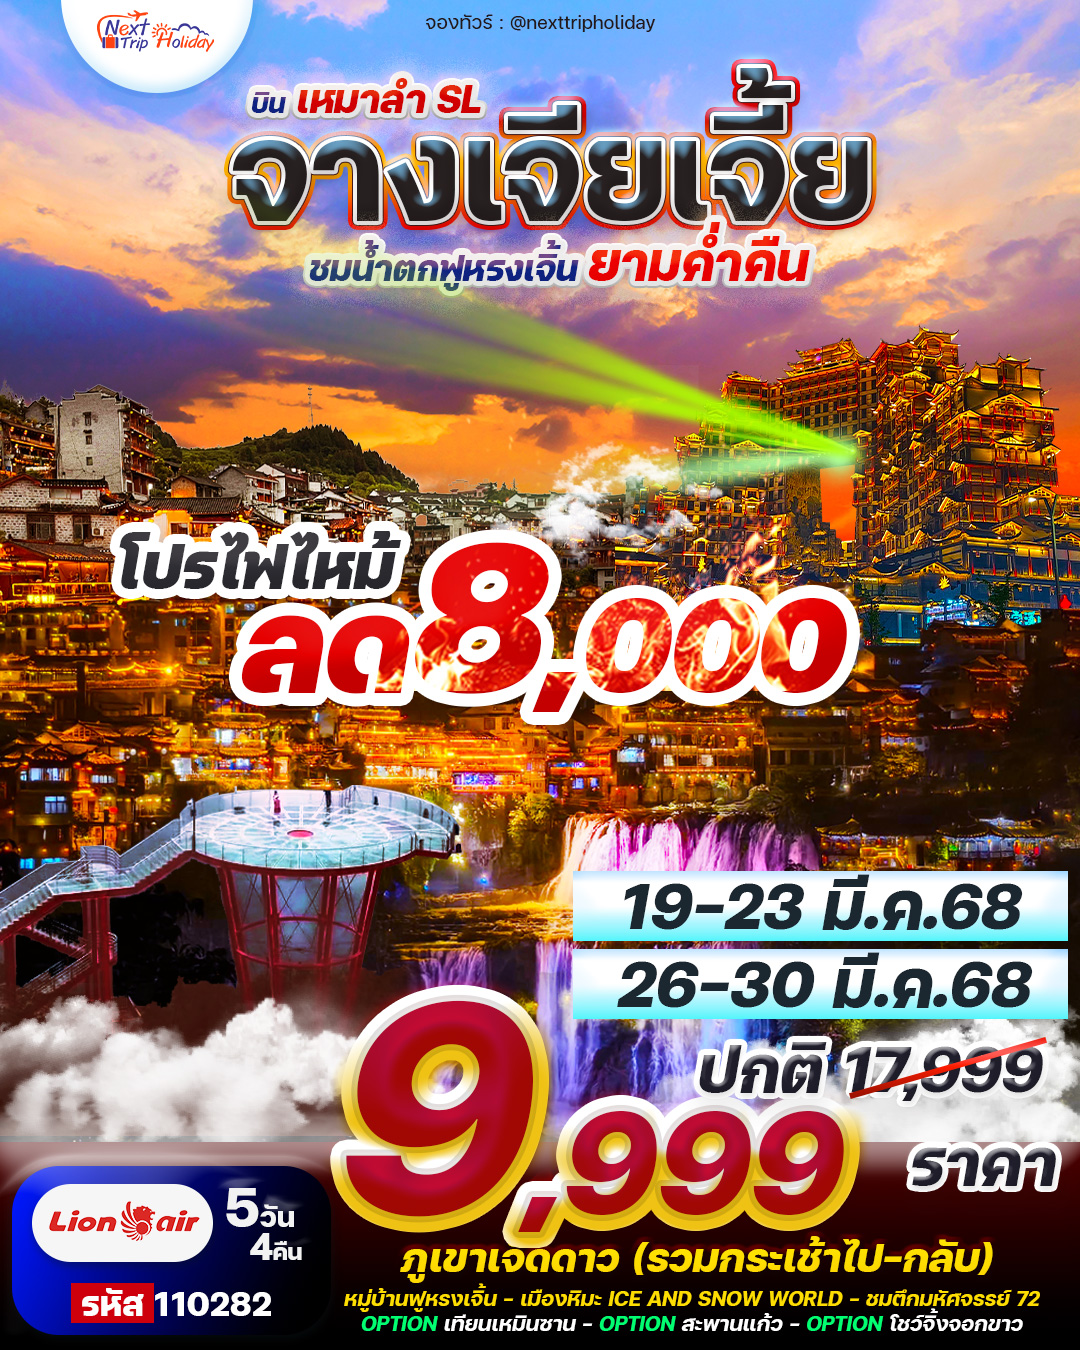 Next Trip Holiday
จองทัวร์ : @nexttripholiday
บิน เหมาลำ SL
จางเจียเจี้ย
ชมน้ำตกฟูหรงเจิ้น ยามค่ำคืน
โปรไฟไหม้
ลด 8,000
19-23 มี.ค.68
26-30 มี.ค.68
ปกติ 17,999
9,999
ราคา
Lion air
5วัน
4คืน
รหัส 110282
ภูเขาเจ็ดดาว (รวมกระเช้าไป-กลับ)
หมู่บ้านฟูหรงเจิ้น - เมืองหิมะ ICE AND SNOW WORLD - ชมตึกมหัศจรรย์ 72
OPTION เทียนเหมินซาน - OPTION สะพานแก้ว - OPTION โชว์จิ้งจอกขาว